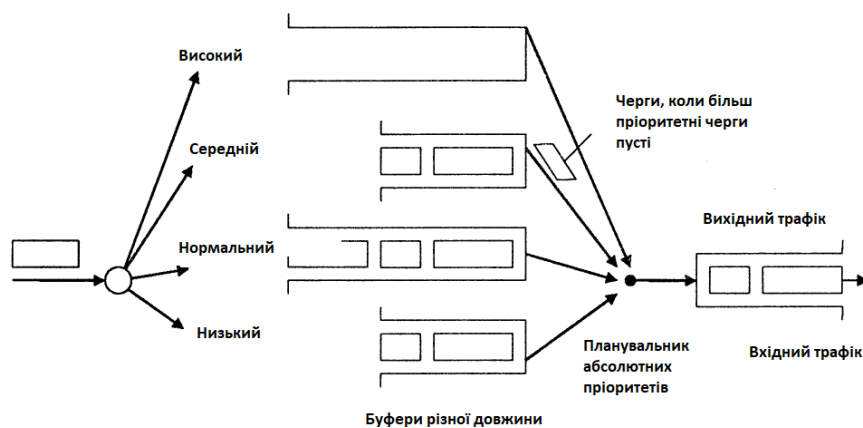 Високий
Середній
Нормальний
Низький
Черги, коли більш
пріоритетні черги
пусті
Вихідний трафік
Планувальник
абсолютних
пріоритетів
Вхідний трафік
Буфери різної довжини